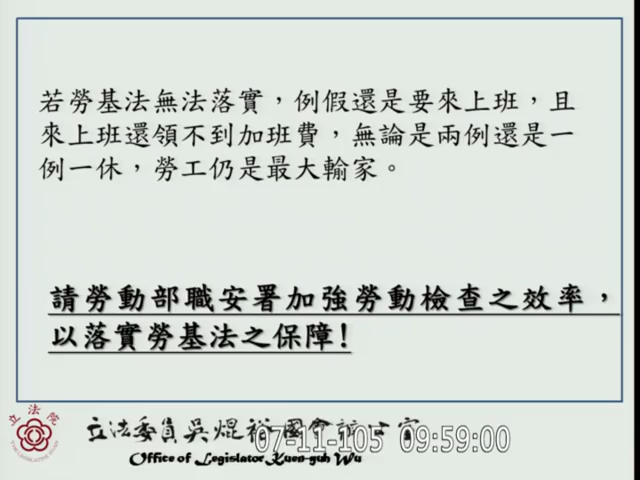 若勞基法無法落實，例假還是要來上班，且
來上班還領不到加班費，無論是兩例還是一
例一休，勞工仍是最大輸家。
請勞動部職安署加強勞動檢查之效率，
以落實勞基法之保障!
立法院
立法委員吳焜裕國會辦公室
07-11-105 09:59:00
Office of Legislator Kuen-yuh Wu